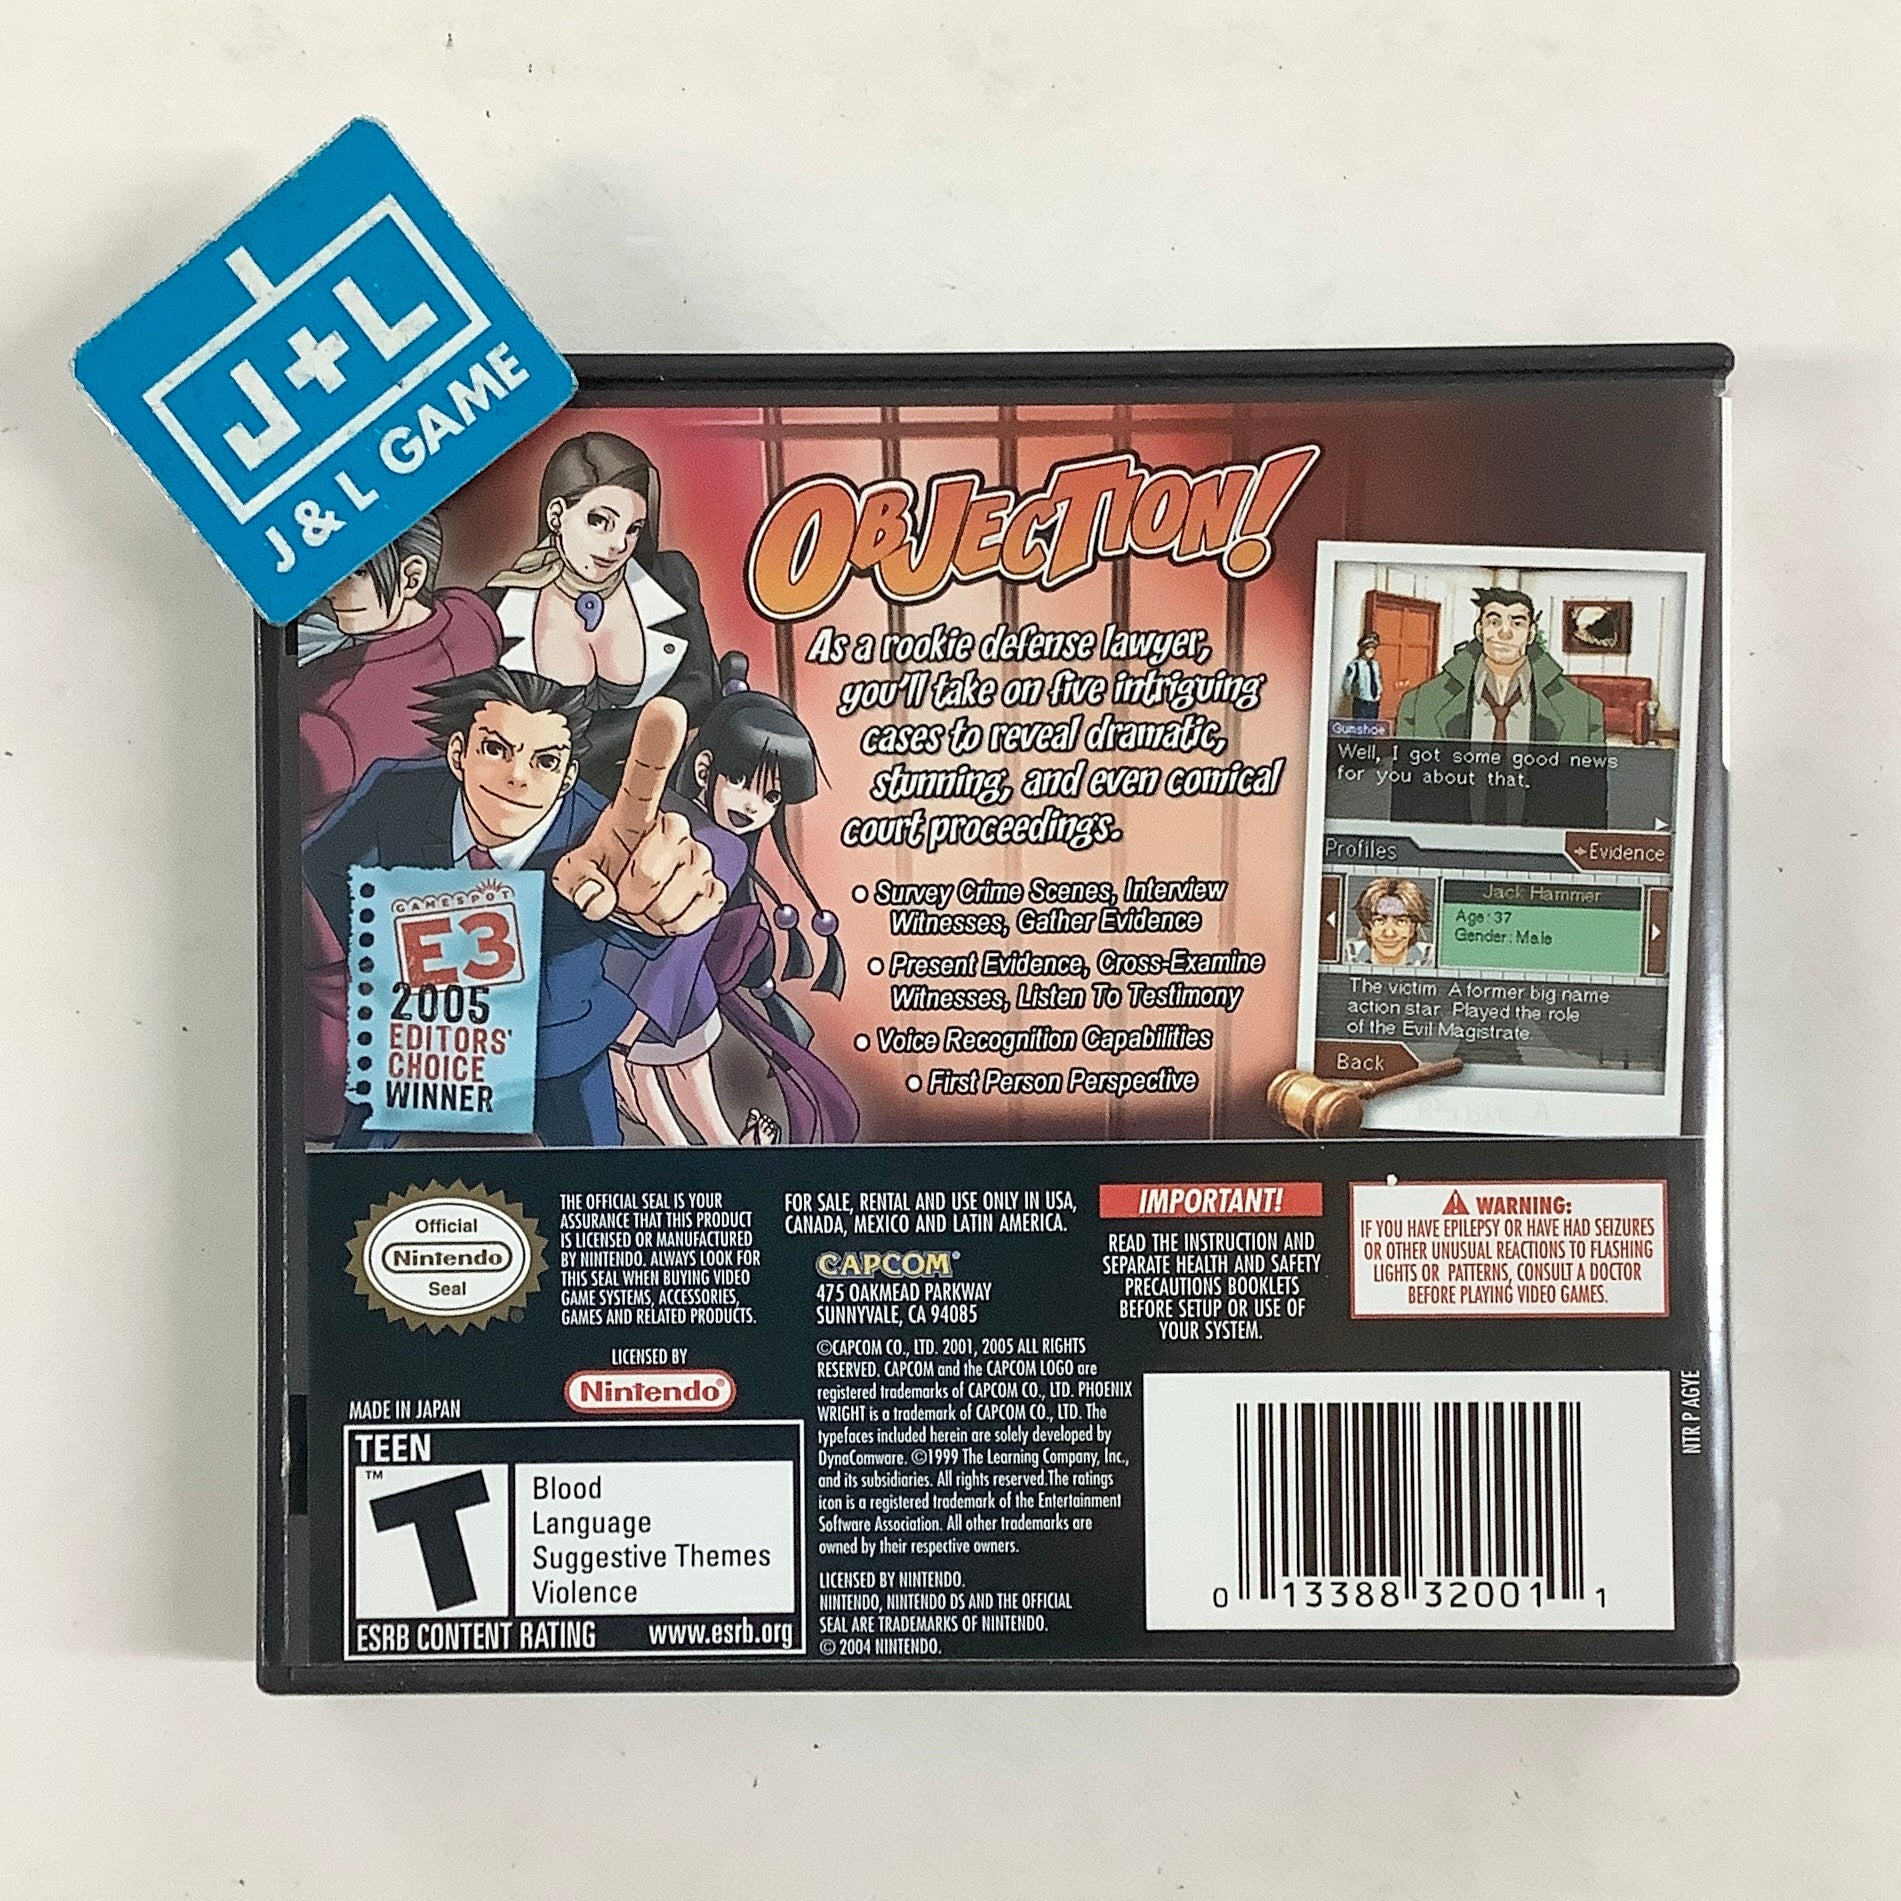 J+L
J & L GAME
OBJECTION!
As a rookie defense lawyer,
you'll take on five intriguing
cases to reveal dramatic,
stunning, and even comical
court proceedings.
• Survey Crime Scenes, Interview
Witnesses, Gather Evidence
• Present Evidence, Cross-Examine
Witnesses, Listen To Testimony
• Voice Recognition Capabilities
• First Person Perspective
GAMESPOT
E3
2005
EDITORS'
CHOICE
WINNER
Gumshoe
Well, I got some good news
for you about that.
Profiles
Evidence
Jack Hammer
Age: 37
Gender: Male
The victim. A former big name
action star. Played the role
of the Evil Magistrate.
Back
Official
Nintendo
Seal
THE OFFICIAL SEAL IS YOUR
ASSURANCE THAT THIS PRODUCT
IS LICENSED OR MANUFACTURED
BY NINTENDO. ALWAYS LOOK FOR
THIS SEAL WHEN BUYING VIDEO
GAME SYSTEMS, ACCESSORIES,
GAMES AND RELATED PRODUCTS.
LICENSED BY
Nintendo®
MADE IN JAPAN
TEEN
T
™
Blood
Language
Suggestive Themes
Violence
ESRB CONTENT RATING www.esrb.org
FOR SALE, RENTAL AND USE ONLY IN USA,
CANADA, MEXICO AND LATIN AMERICA.
CAPCOM®
475 OAKMEAD PARKWAY
SUNNYVALE, CA 94085
©CAPCOM CO., LTD. 2001, 2005 ALL RIGHTS
RESERVED. CAPCOM and the CAPCOM LOGO are
registered trademarks of CAPCOM CO., LTD. PHOENIX
WRIGHT is a trademark of CAPCOM CO., LTD. The
typefaces included herein are solely developed by
DynaComware. ©1999 The Learning Company, Inc.,
and its subsidiaries. All rights reserved.The ratings
icon is a registered trademark of the Entertainment
Software Association. All other trademarks are
owned by their respective owners.
LICENSED BY NINTENDO.
NINTENDO, NINTENDO DS AND THE OFFICIAL
SEAL ARE TRADEMARKS OF NINTENDO.
© 2004 NINTENDO.
IMPORTANT!
READ THE INSTRUCTION AND
SEPARATE HEALTH AND SAFETY
PRECAUTIONS BOOKLETS
BEFORE SETUP OR USE OF
YOUR SYSTEM.
WARNING:
IF YOU HAVE EPILEPSY OR HAVE HAD SEIZURES
OR OTHER UNUSUAL REACTIONS TO FLASHING
LIGHTS OR PATTERNS, CONSULT A DOCTOR
BEFORE PLAYING VIDEO GAMES.
NTR P AGYE
0 13388 32001 1